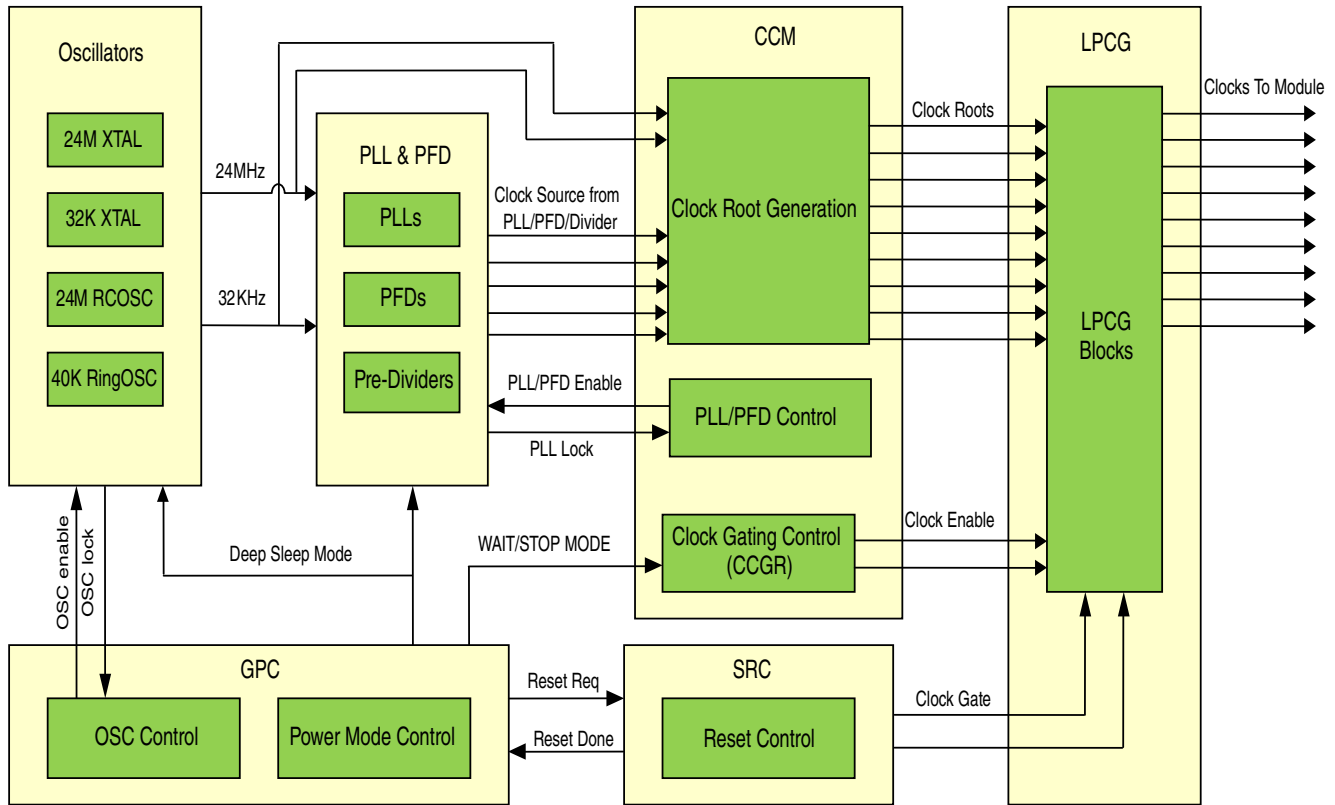 Oscillators
24M XTAL
32K XTAL
24M RCOSC
40K RingOSC
24MHz
32KHz
PLL & PFD
PLLs
PFDs
Pre-Dividers
Clock Source from
PLL/PFD/Divider
PLL/PFD Enable
PLL Lock
CCM
Clock Root Generation
PLL/PFD Control
Clock Gating Control
(CCGR)
Clock Roots
Clock Enable
LPCG
LPCG
Blocks
Clocks To Module
OSC enable
OSC lock
Deep Sleep Mode
WAIT/STOP MODE
GPC
OSC Control
Power Mode Control
Reset Req
Reset Done
SRC
Reset Control
Clock Gate